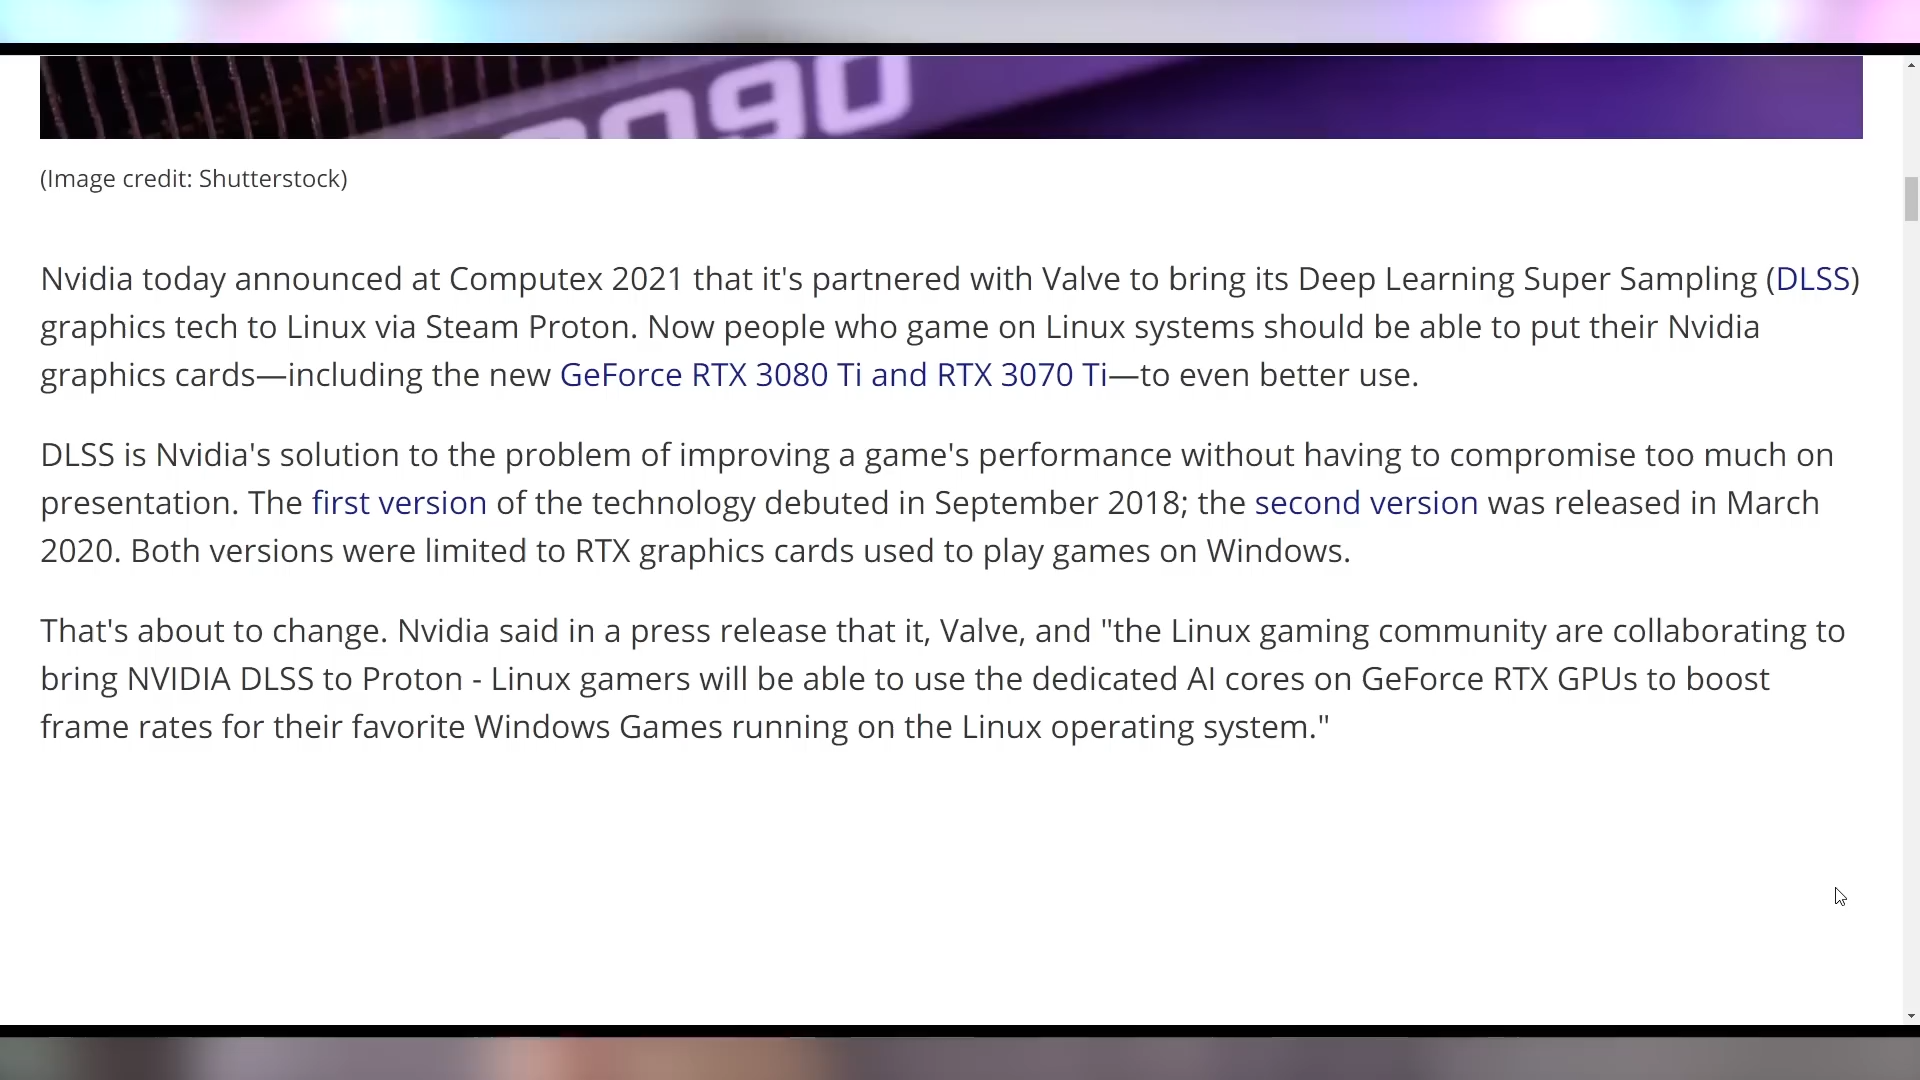 3090
(Image credit: Shutterstock)
Nvidia today announced at Computex 2021 that it's partnered with Valve to bring its Deep Learning Super Sampling (DLSS)
graphics tech to Linux via Steam Proton. Now people who game on Linux systems should be able to put their Nvidia
graphics cards—including the new GeForce RTX 3080 Ti and RTX 3070 Ti—to even better use.
DLSS is Nvidia's solution to the problem of improving a game's performance without having to compromise too much on
presentation. The first version of the technology debuted in September 2018; the second version was released in March
2020. Both versions were limited to RTX graphics cards used to play games on Windows.
That's about to change. Nvidia said in a press release that it, Valve, and "the Linux gaming community are collaborating to
bring NVIDIA DLSS to Proton - Linux gamers will be able to use the dedicated AI cores on GeForce RTX GPUs to boost
frame rates for their favorite Windows Games running on the Linux operating system."